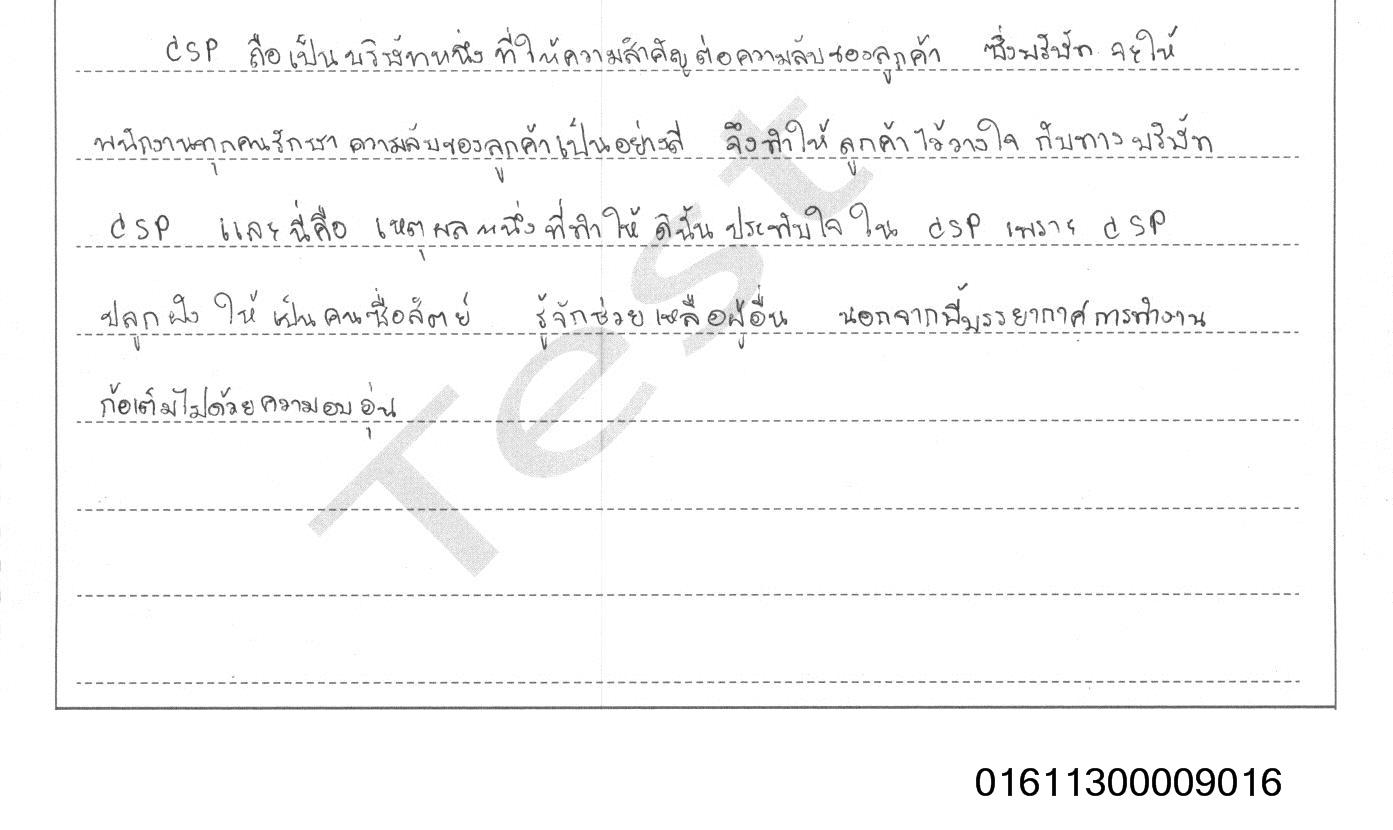 CSP ถือเป็นบริษัทหนึ่ง ที่ให้ความสำคัญต่อความลับของลูกค้า ซึ่งบริษัท จะให้
พนักงานทุกคนรักษา ความลับของลูกค้าเป็นอย่างดี จึงทำให้ ลูกค้าไว้วางใจ กับทาง บริษัท
CSP และนี่คือ เหตุผลหนึ่ง ที่ทำให้ ดิฉัน ประทับใจ ใน CSP เพราะ CSP
ปลูกฝัง ให้ เป็น คนซื่อสัตย์ รู้จักช่วยเหลือผู้อื่น นอกจากนี้บรรยากาศการทำงาน
ก้อเต็มไปด้วยความอบอุ่น
Test
01611300009016